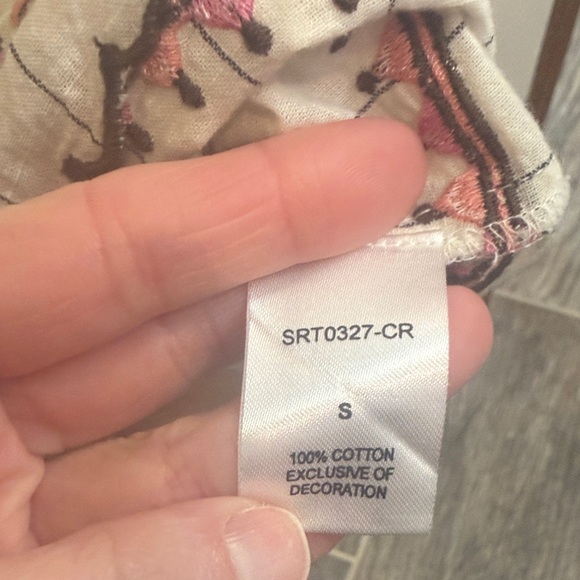 SRT0327-CR
S
100% COTTON
EXCLUSIVE OF
DECORATION